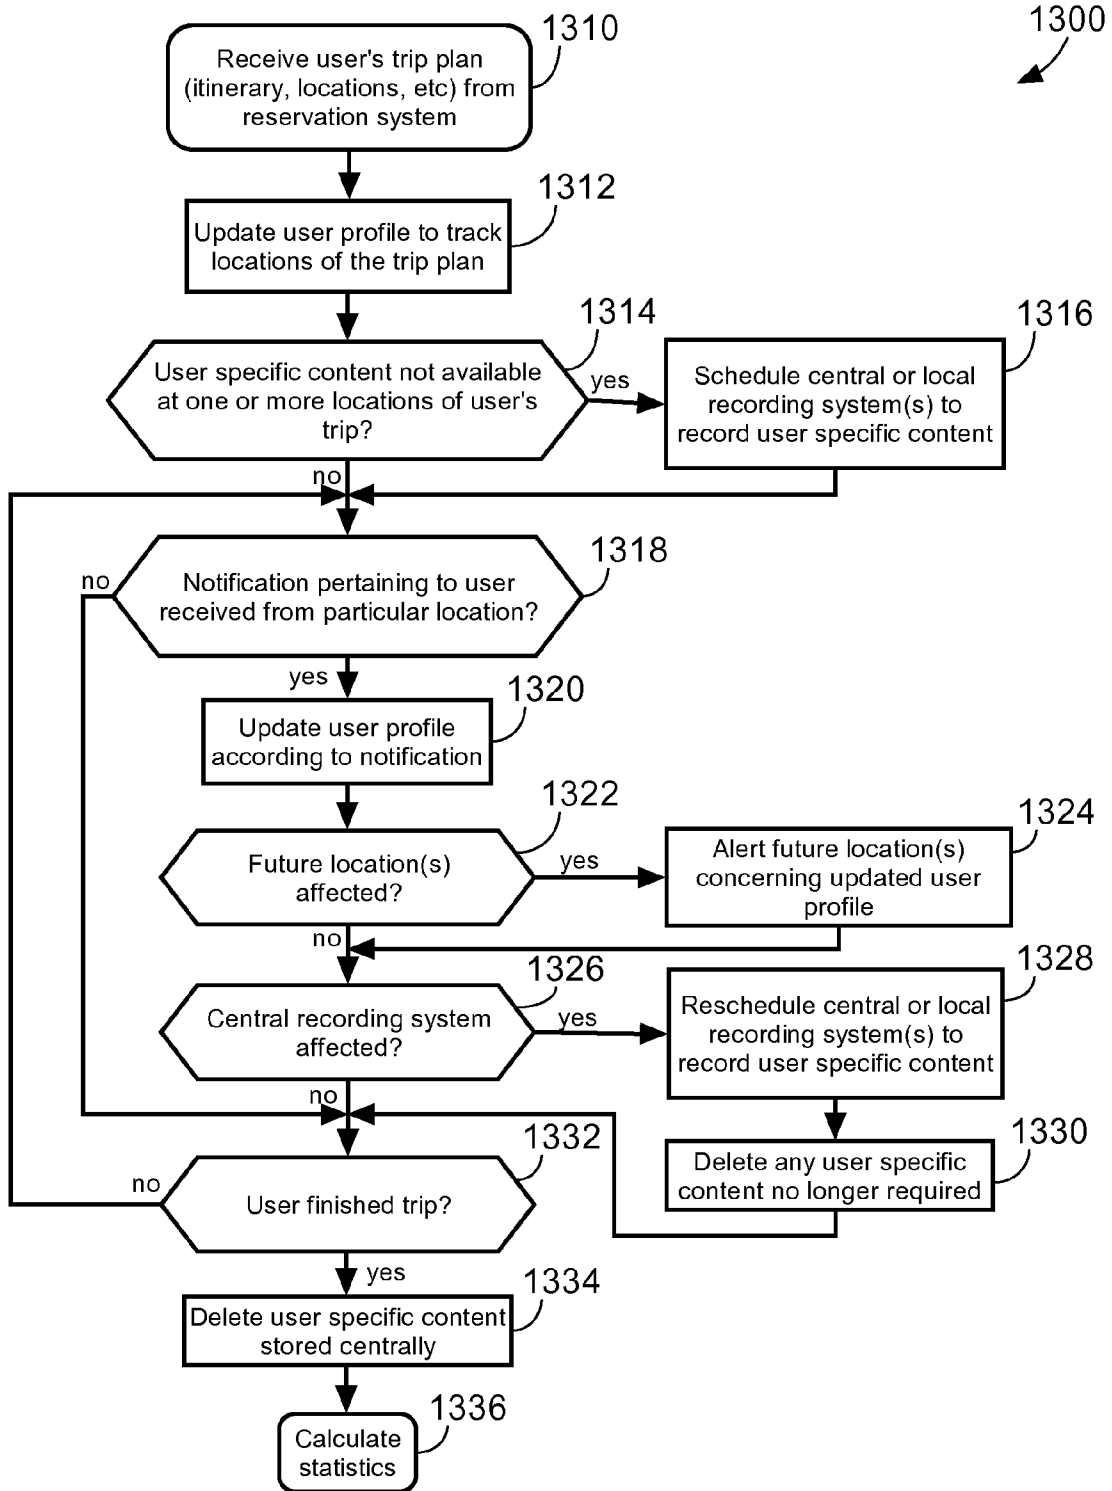 1300
1310
Receive user's trip plan
(itinerary, locations, etc) from
reservation system
1312
Update user profile to track
locations of the trip plan
1314
User specific content not available
at one or more locations of user's
trip?
yes
1316
Schedule central or local
recording system(s) to
record user specific content
no
1318
Notification pertaining to user
received from particular location?
no
yes
1320
Update user profile
according to notification
1322
Future location(s)
affected?
yes
1324
Alert future location(s)
concerning updated user
profile
no
1326
Central recording system
affected?
yes
1328
Reschedule central or local
recording system(s) to
record user specific content
no
1330
Delete any user specific
content no longer required
1332
User finished trip?
no
yes
1334
Delete user specific content
stored centrally
1336
Calculate
statistics